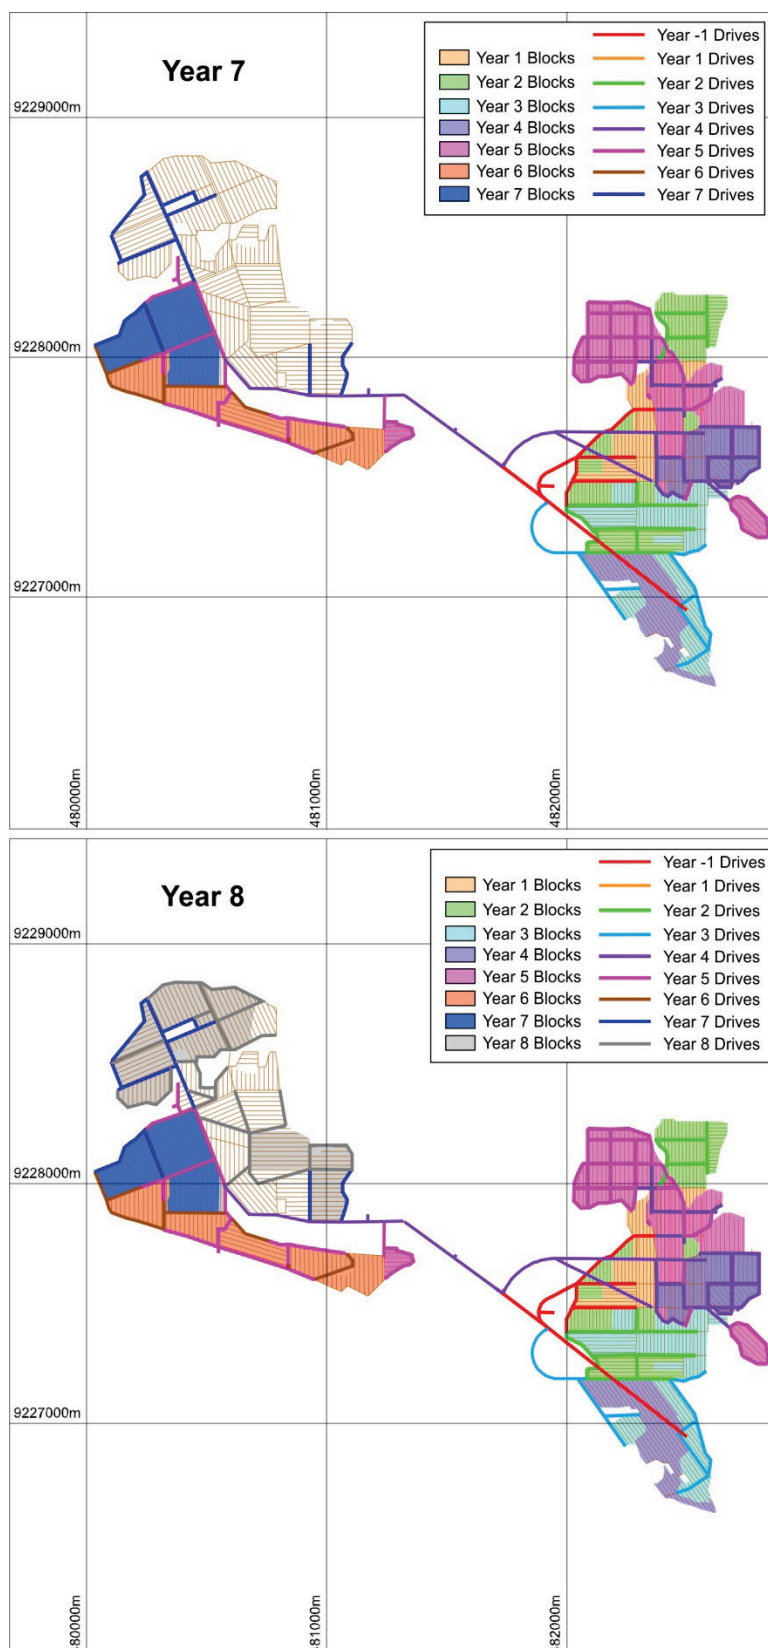 Year 7
Year -1 Drives
Year 1 Blocks Year 1 Drives
Year 2 Blocks Year 2 Drives
Year 3 Blocks Year 3 Drives
Year 4 Blocks Year 4 Drives
Year 5 Blocks Year 5 Drives
Year 6 Blocks Year 6 Drives
Year 7 Blocks Year 7 Drives
9229000m
9228000m
9227000m
480000m
481000m
482000m
Year 8
Year -1 Drives
Year 1 Blocks Year 1 Drives
Year 2 Blocks Year 2 Drives
Year 3 Blocks Year 3 Drives
Year 4 Blocks Year 4 Drives
Year 5 Blocks Year 5 Drives
Year 6 Blocks Year 6 Drives
Year 7 Blocks Year 7 Drives
Year 8 Blocks Year 8 Drives
9229000m
9228000m
9227000m
480000m
481000m
482000m